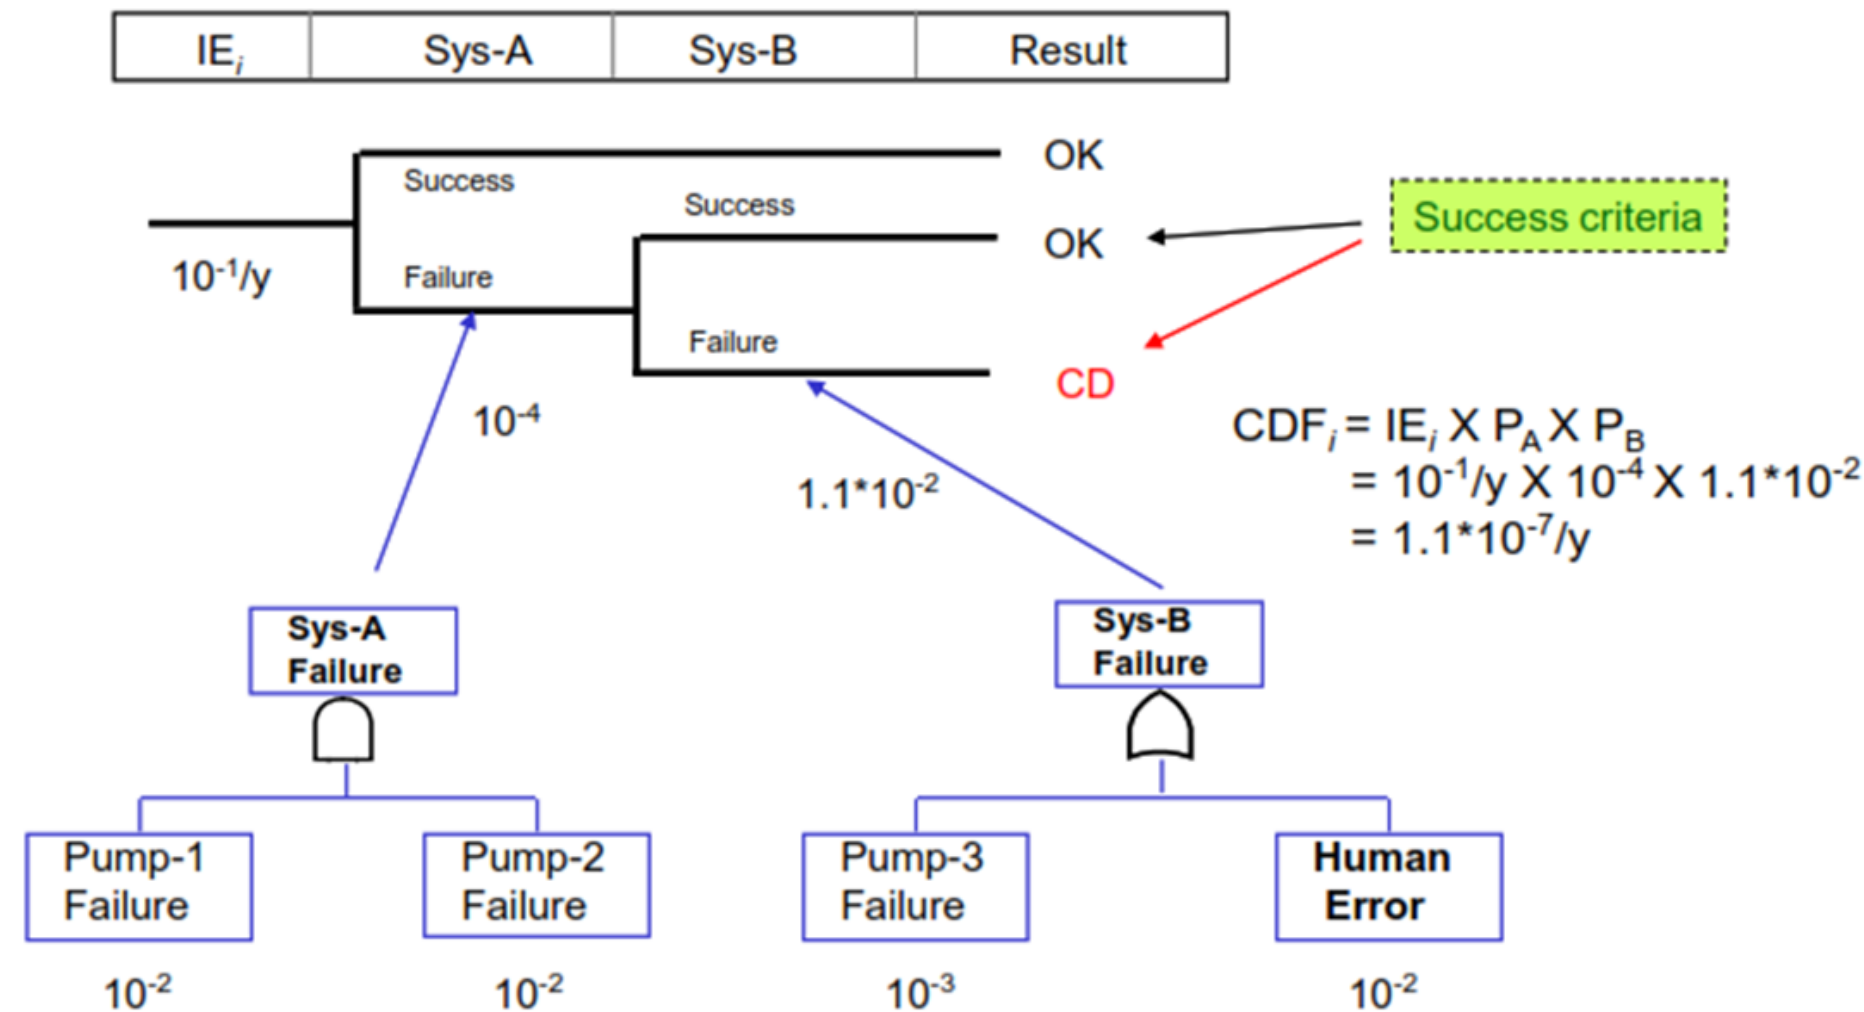 IEᵢ Sys-A Sys-B Result
OK
Success
Success
Success criteria
OK
10⁻¹/y
Failure
Failure
CD
10⁻⁴
CDFᵢ = IEᵢ X P_A X P_B
1.1*10⁻²
= 10⁻¹/y X 10⁻⁴ X 1.1*10⁻²
= 1.1*10⁻⁷/y
Sys-A
Failure
Sys-B
Failure
Pump-1
Failure
Pump-2
Failure
Pump-3
Failure
Human
Error
10⁻² 10⁻² 10⁻³ 10⁻²